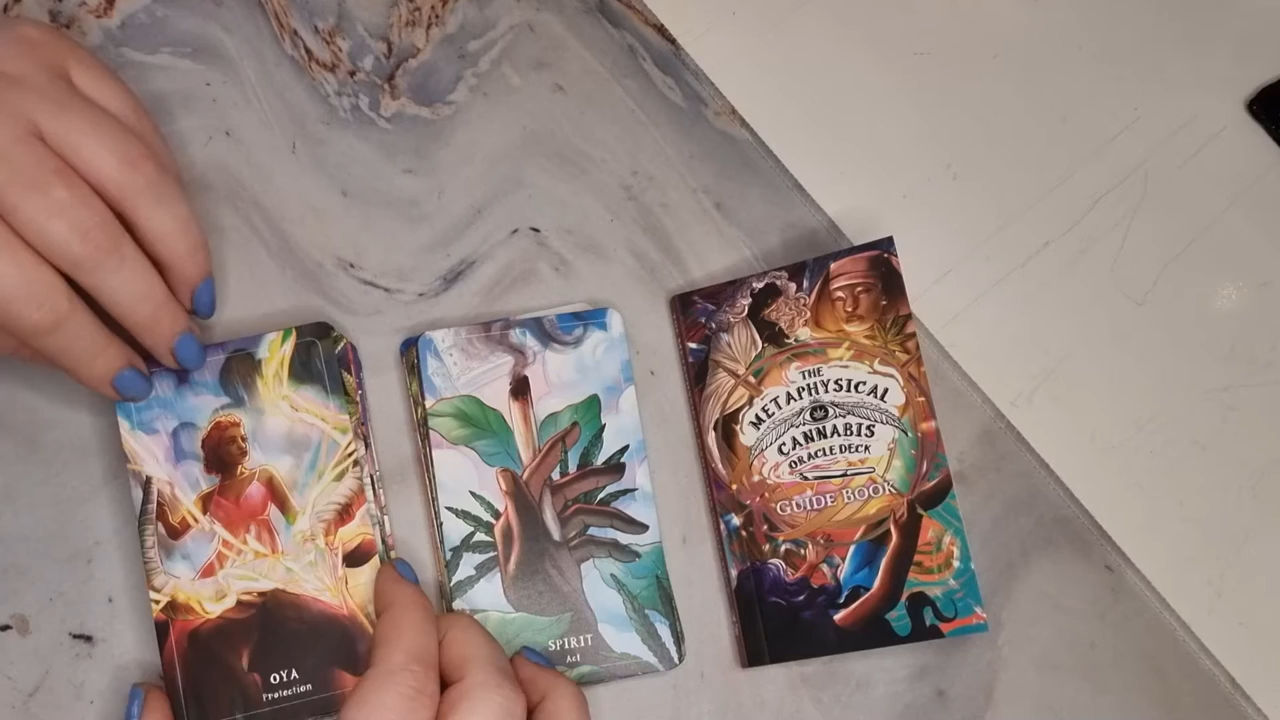 OYA
Protection
SPIRIT
Act
THE
METAPHYSICAL
CANNABIS
ORACLE DECK
GUIDE BOOK